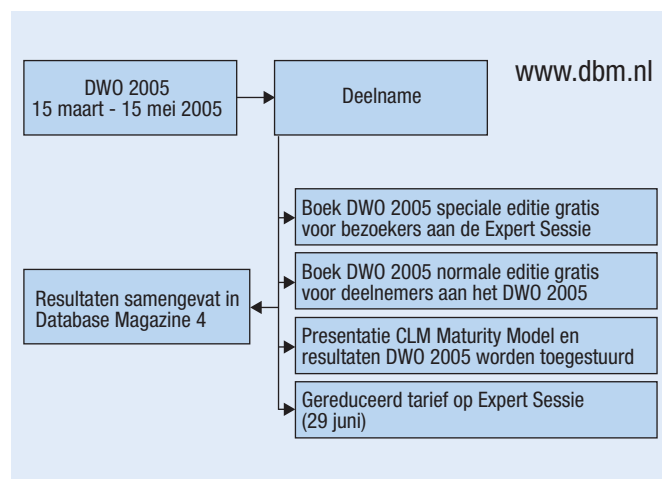 DWO 2005
15 maart - 15 mei 2005
Deelname
www.dbm.nl
Boek DWO 2005 speciale editie gratis
voor bezoekers aan de Expert Sessie
Boek DWO 2005 normale editie gratis
voor deelnemers aan het DWO 2005
Resultaten samengevat in
Database Magazine 4
Presentatie CLM Maturity Model en
resultaten DWO 2005 worden toegestuurd
Gereduceerd tarief op Expert Sessie
(29 juni)